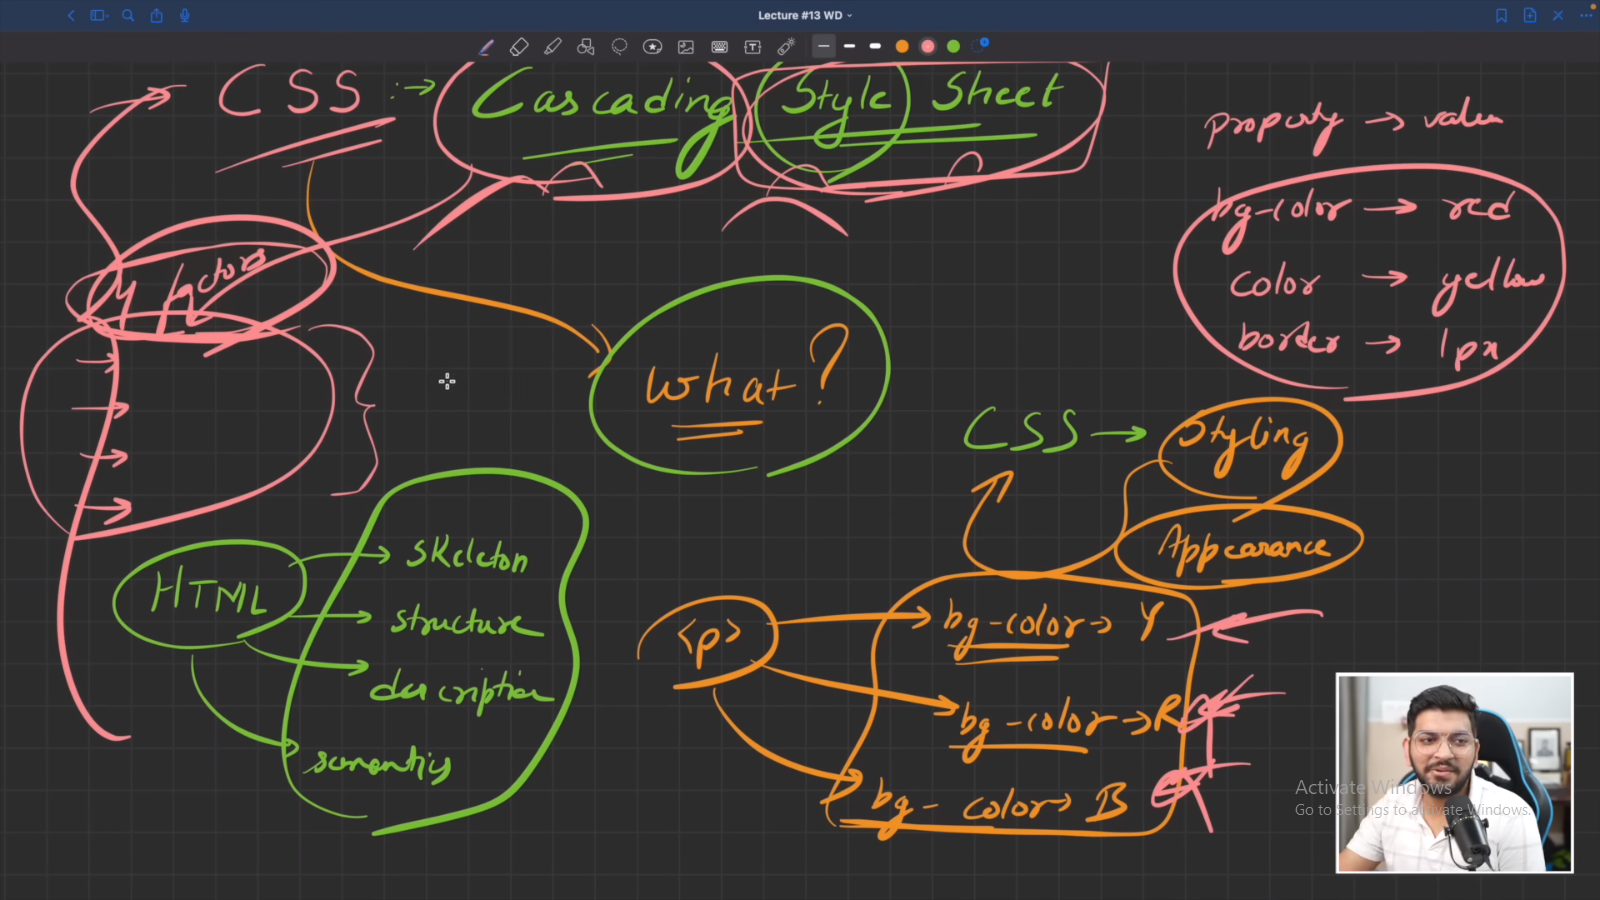 Lecture #13 WD
CSS :→ Cascading Style Sheet
property → value
bg-color → red
color → yellow
border → 1px
4 factors
what?
CSS → Styling
Appearance
HTML
skeleton
structure
description
semantics
<p>
bg-color → Y
bg-color → R
bg-color → B
Activate Windows
Go to Settings to activate Windows.